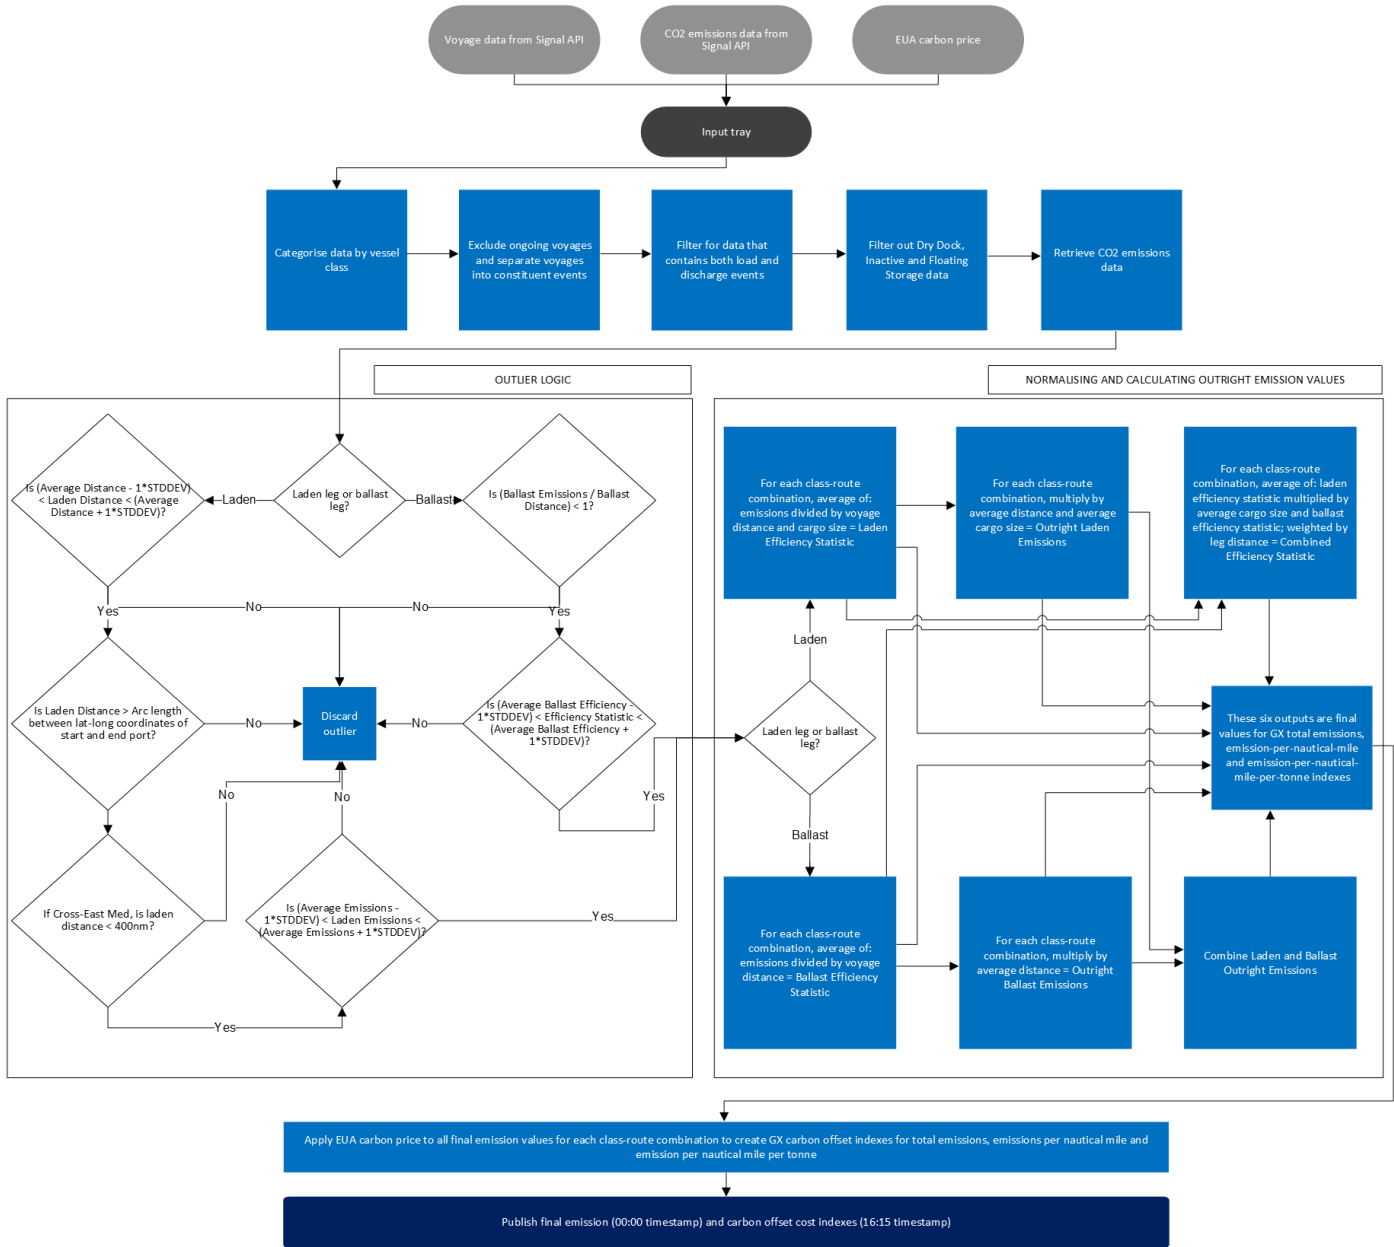 Voyage data from Signal API
CO2 emissions data from
Signal API
EUA carbon price
Input tray
Categorise data by vessel
class
Exclude ongoing voyages
and separate voyages
into constituent events
Filter for data that
contains both load and
discharge events
Filter out Dry Dock,
Inactive and Floating
Storage data
Retrieve CO2 emissions
data
OUTLIER LOGIC
Is (Average Distance - 1*STDDEV)
< Laden Distance < (Average
Distance + 1*STDDEV)?
Laden
Laden leg or ballast
leg?
Ballast
Is (Ballast Emissions / Ballast
Distance) < 1?
Yes
No
No
Yes
Is Laden Distance > Arc length
between lat-long coordinates of
start and end port?
No
Discard
outlier
No
Is (Average Ballast Efficiency -
1*STDDEV) < Efficiency Statistic <
(Average Ballast Efficiency +
1*STDDEV)?
No
No
Yes
If Cross-East Med, is laden
distance < 400nm?
Is (Average Emissions -
1*STDDEV) < Laden Emissions <
(Average Emissions + 1*STDDEV)?
Yes
Yes
NORMALISING AND CALCULATING OUTRIGHT EMISSION VALUES
For each class-route
combination, average of:
emissions divided by voyage
distance and cargo size = Laden
Efficiency Statistic
For each class-route
combination, multiply by
average distance and average
cargo size = Outright Laden
Emissions
For each class-route
combination, average of: laden
efficiency statistic multiplied by
average cargo size and ballast
efficiency statistic; weighted by
leg distance = Combined
Efficiency Statistic
Laden
Laden leg or ballast
leg?
Ballast
These six outputs are final
values for GX total emissions,
emission-per-nautical-mile
and emission-per-nautical-
mile-per-tonne indexes
For each class-route
combination, average of:
emissions divided by voyage
distance = Ballast Efficiency
Statistic
For each class-route
combination, multiply by
average distance = Outright
Ballast Emissions
Combine Laden and Ballast
Outright Emissions
Apply EUA carbon price to all final emission values for each class-route combination to create GX carbon offset indexes for total emissions, emissions per nautical mile and
emission per nautical mile per tonne
Publish final emission (00:00 timestamp) and carbon offset cost indexes (16:15 timestamp)